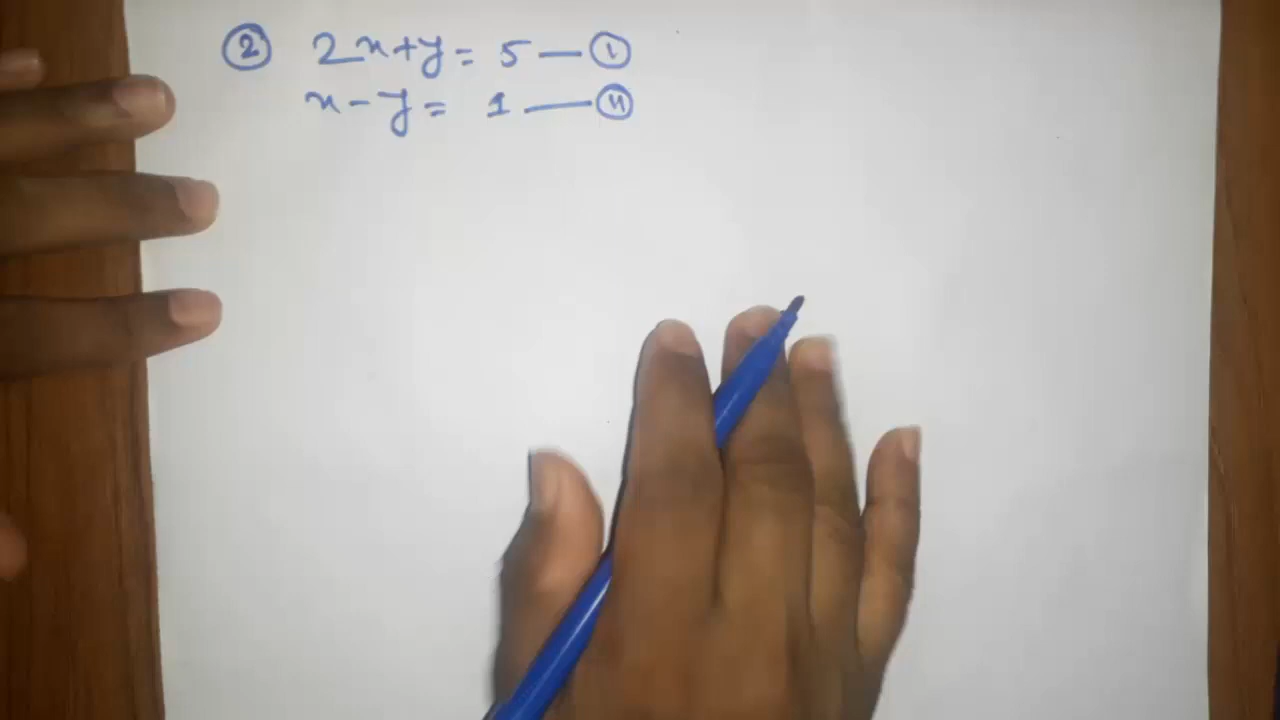 ② 2x+y= 5 — ①
x-y= 1 — ⑪